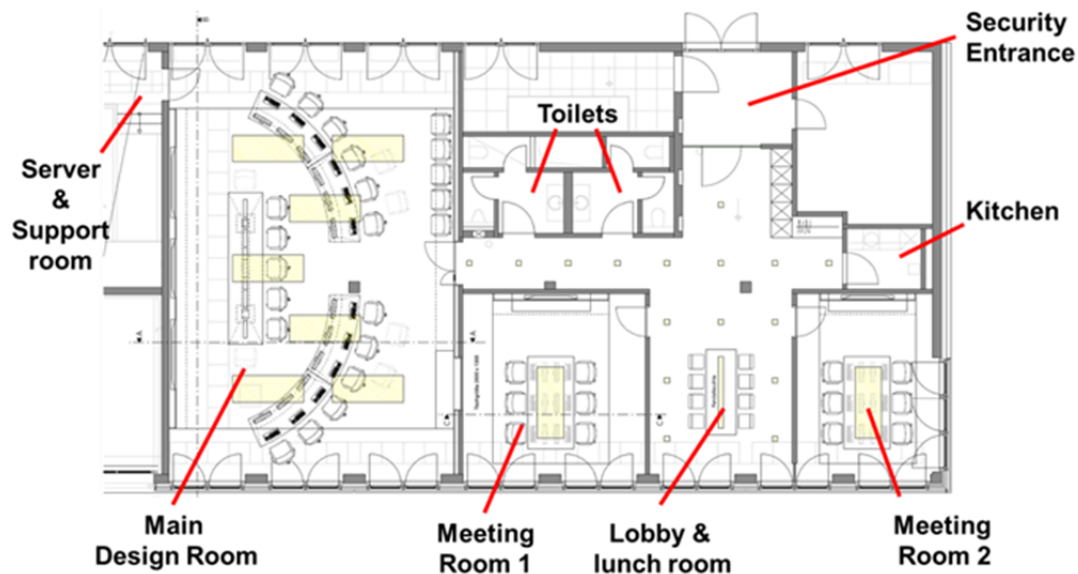 Security
Entrance
Toilets
Server
&
Support
room
Kitchen
A
A
C
C
Main
Design Room
Meeting
Room 1
Lobby &
lunch room
Meeting
Room 2